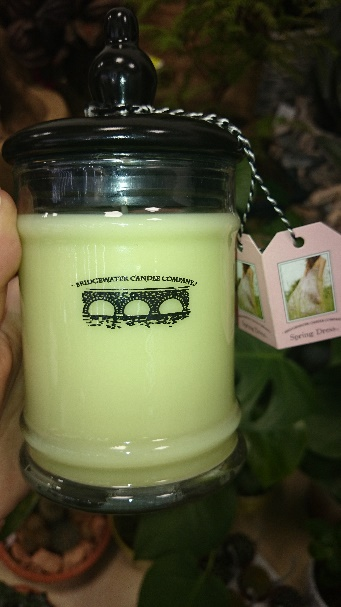 BRIDGEWATER CANDLE COMPANY
Spring Dress